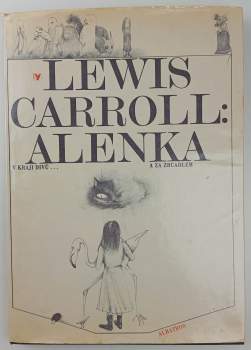 LEWIS
CARROLL:
ALENKA
V KRAJI DIVŮ... A ZA ZRCADLEM
ALBATROS